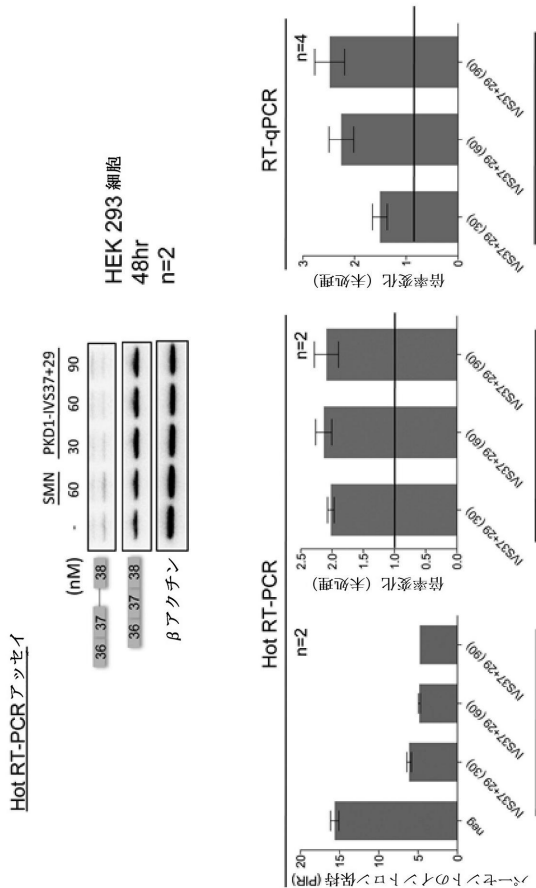 Hot RT-PCRアッセイ
SMN PKD1-IVS37+29
(nM) - 60 30 60 90
36 37 38
36 37 38
βアクチン
HEK 293 細胞
48hr
n=2
Hot RT-PCR
n=2
パーセントのイントロン保持 (PIR)
20
15
10
5
0
neg
IVS37+29 (30)
IVS37+29 (60)
IVS37+29 (90)
n=2
倍率変化 (未処理)
2.5
2.0
1.5
1.0
0.5
0.0
IVS37+29 (30)
IVS37+29 (60)
IVS37+29 (90)
RT-qPCR
n=4
倍率変化 (未処理)
3
2
1
0
IVS37+29 (30)
IVS37+29 (60)
IVS37+29 (90)